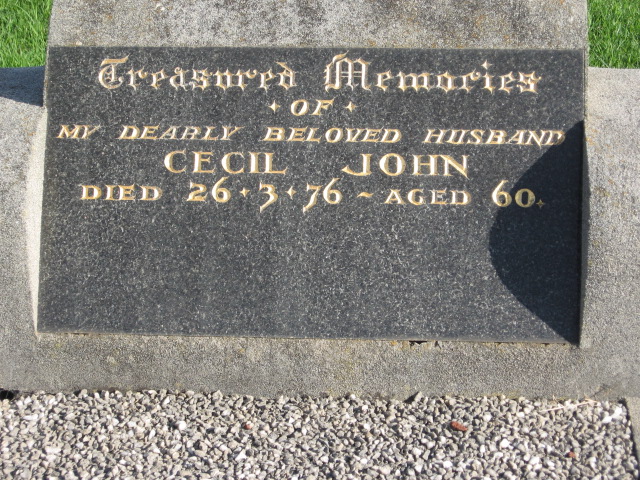 Treasured Memories
OF
MY DEARLY BELOVED HUSBAND
CECIL JOHN
DIED 26·3·76 ~ AGED 60.